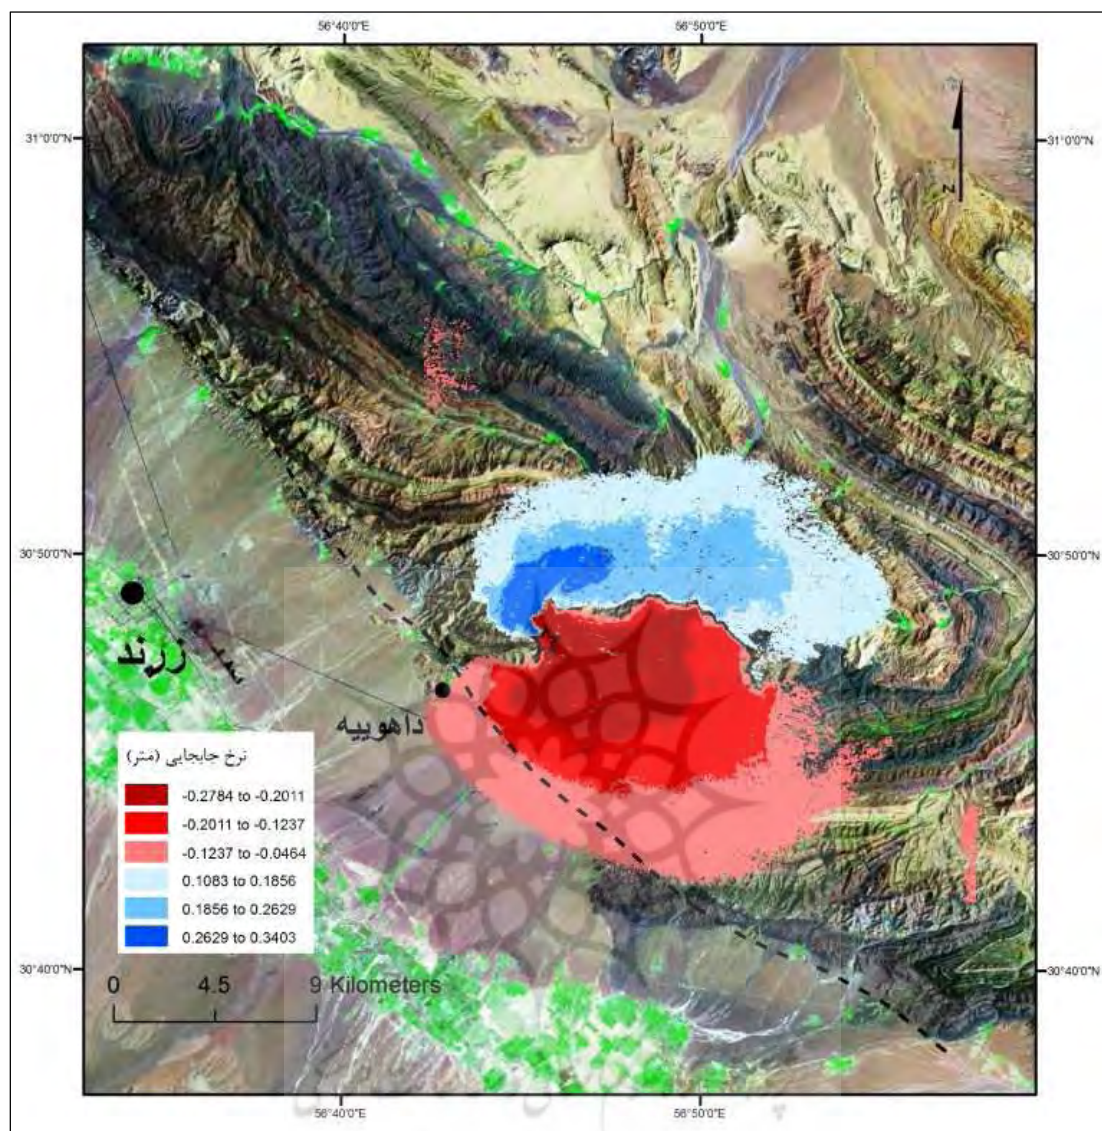 56°40'0"E
56°50'0"E
31°0'0"N
31°0'0"N
N
30°50'0"N
30°50'0"N
زرند
داهوییه
نرخ جابجایی (متر)
-0.2784 to -0.2011
-0.2011 to -0.1237
-0.1237 to -0.0464
0.1083 to 0.1856
0.1856 to 0.2629
0.2629 to 0.3403
30°40'0"N
30°40'0"N
0 4.5 9 Kilometers
56°40'0"E
56°50'0"E